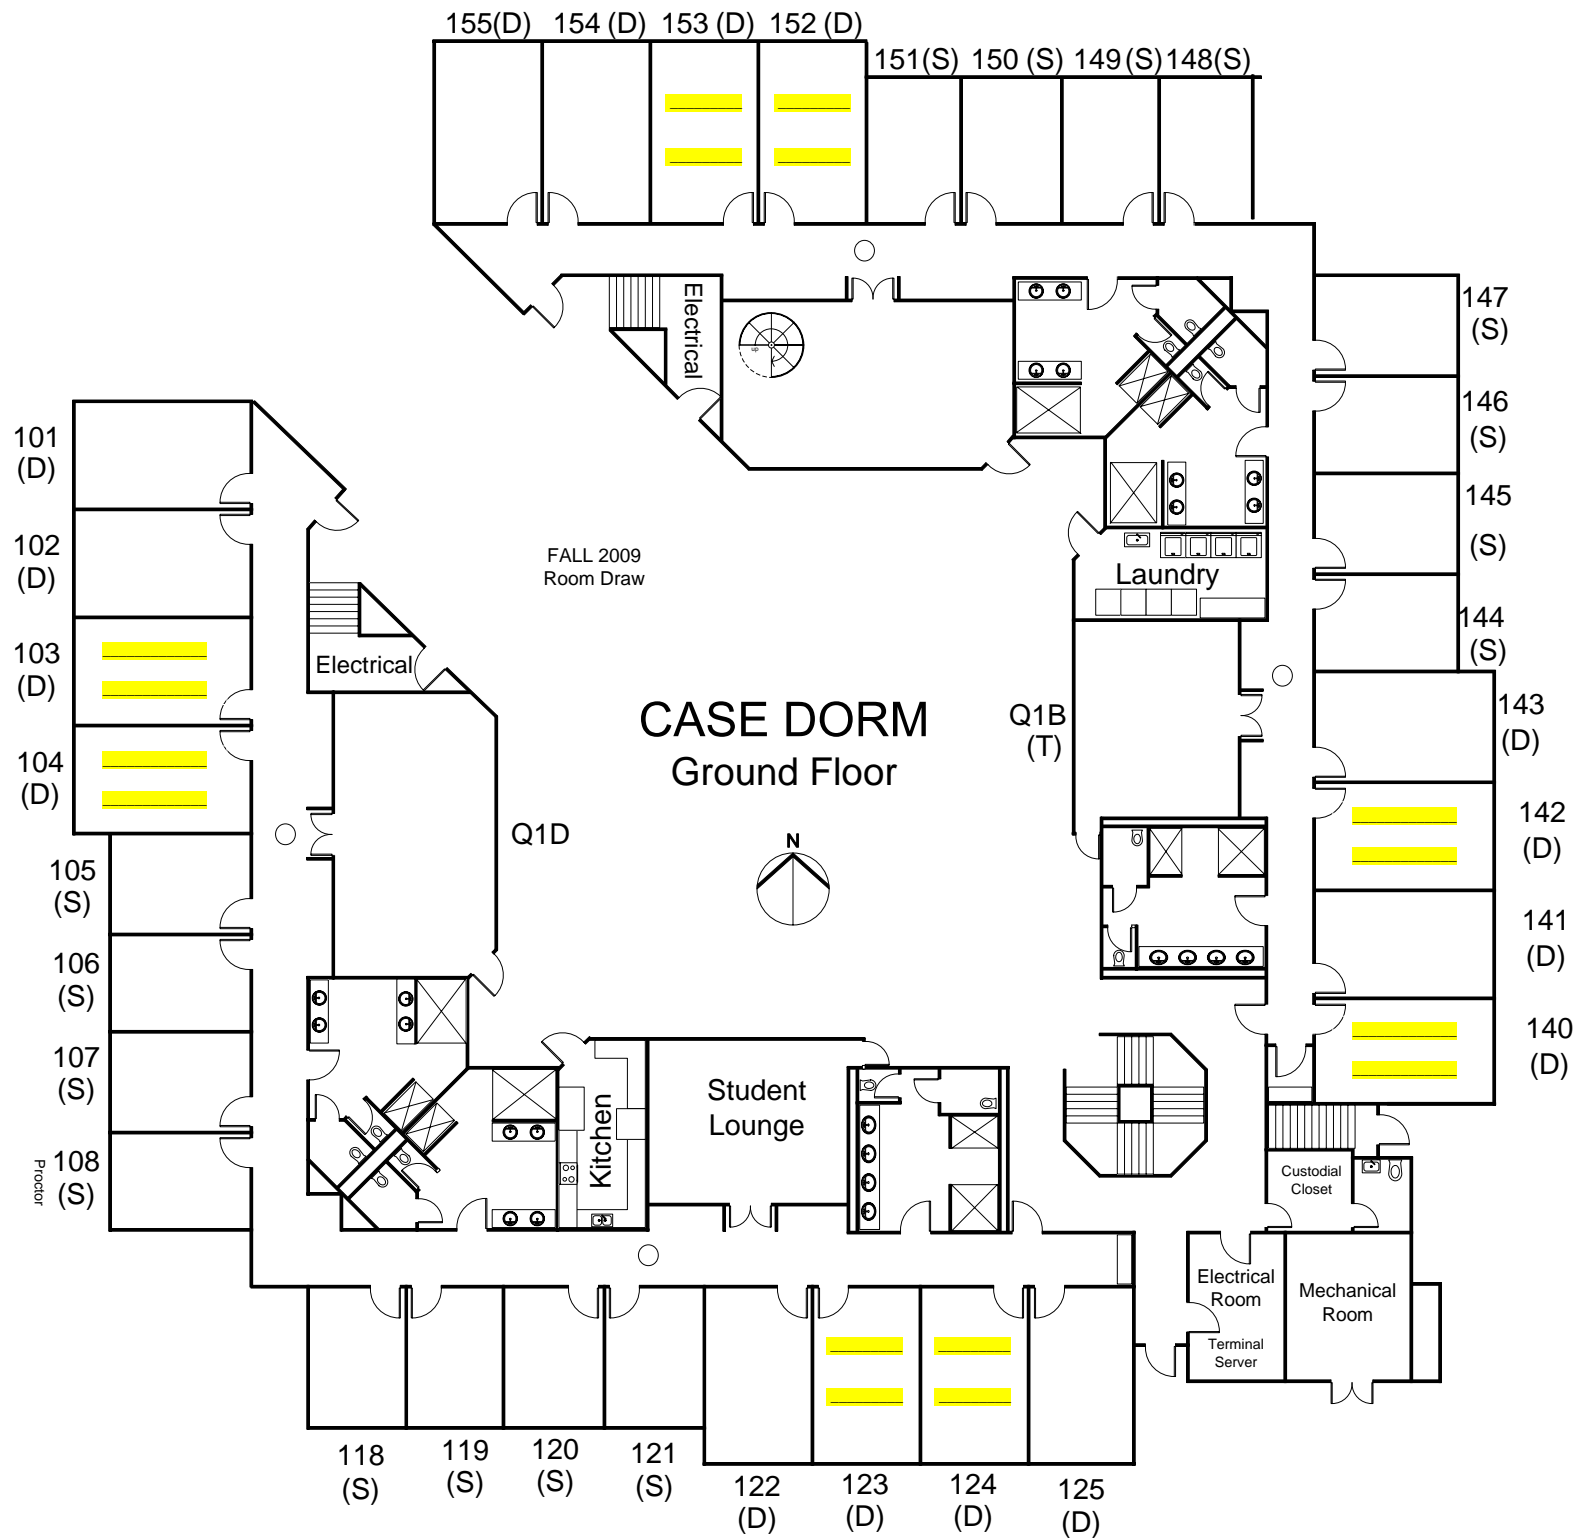 155(D) 154 (D) 153 (D) 152 (D)
151(S) 150 (S) 149 (S) 148(S)
Electrical
up
147
(S)
146
(S)
145
(S)
144
(S)
101
(D)
102
(D)
103
(D)
104
(D)
105
(S)
106
(S)
107
(S)
108
(S)
Proctor
FALL 2009
Room Draw
Electrical
Laundry
CASE DORM
Ground Floor
Q1B
(T)
Q1D
N
143
(D)
142
(D)
141
(D)
140
(D)
Kitchen
Student
Lounge
Custodial
Closet
Electrical
Room
Terminal
Server
Mechanical
Room
118
(S)
119
(S)
120
(S)
121
(S)
122
(D)
123
(D)
124
(D)
125
(D)